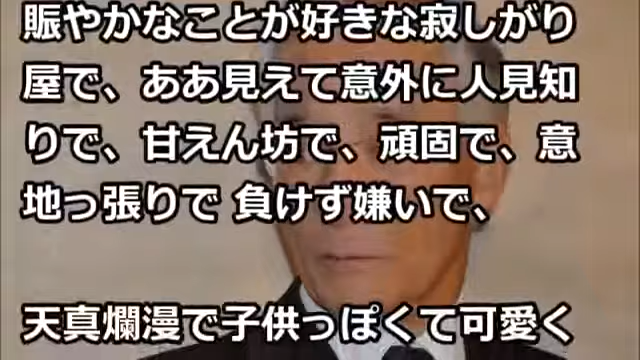 賑やかなことが好きな寂しがり
屋で、ああ見えて意外に人見知
りで、甘えん坊で、頑固で、意
地っ張りで 負けず嫌いで、
天真爛漫で子供っぽくて可愛く